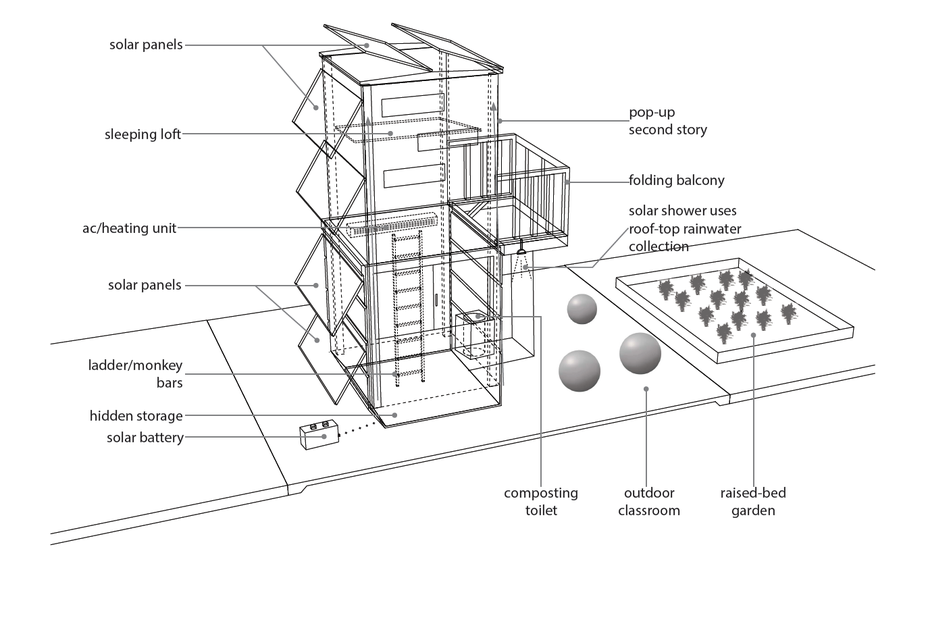 solar panels
sleeping loft
ac/heating unit
solar panels
ladder/monkey
bars
hidden storage
solar battery
pop-up
second story
folding balcony
solar shower uses
roof-top rainwater
collection
composting
toilet
outdoor
classroom
raised-bed
garden